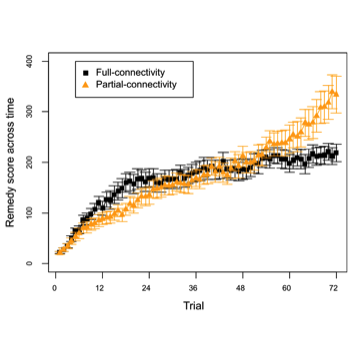 Full-connectivity
Partial-connectivity
Remedy score across time
400
300
200
100
0
0 12 24 36 48 60 72
Trial